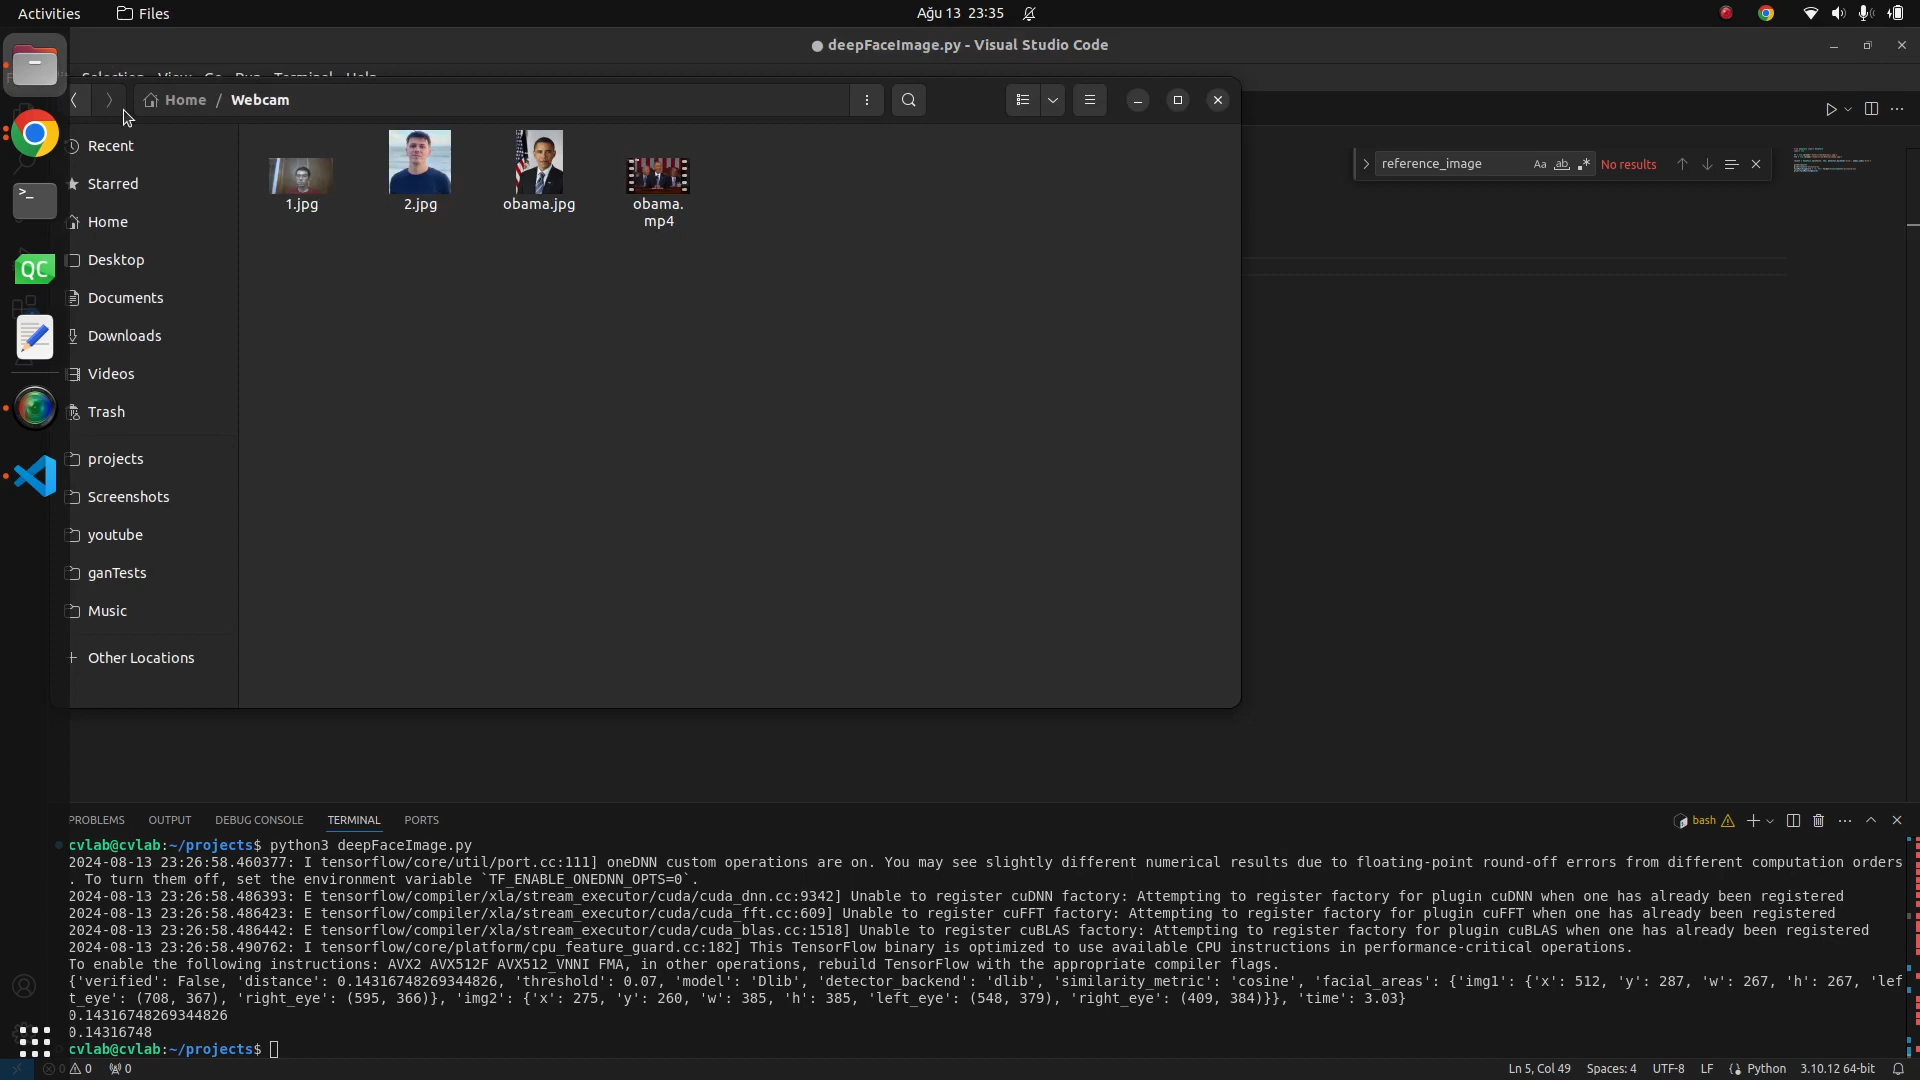 Activities Files Ağu 13 23:35
deepFaceImage.py - Visual Studio Code
Selection View Go Run Terminal Help
Home / Webcam
Recent
Starred
Home
Desktop
Documents
Downloads
Videos
Trash
projects
Screenshots
youtube
ganTests
Music
+ Other Locations
1.jpg
2.jpg
obama.jpg
obama.
mp4
reference_image Aa ab .* No results
QC
PROBLEMS OUTPUT DEBUG CONSOLE TERMINAL PORTS
bash
cvlab@cvlab:~/projects$ python3 deepFaceImage.py
2024-08-13 23:26:58.460377: I tensorflow/core/util/port.cc:111] oneDNN custom operations are on. You may see slightly different numerical results due to floating-point round-off errors from different computation orders
. To turn them off, set the environment variable `TF_ENABLE_ONEDNN_OPTS=0`.
2024-08-13 23:26:58.486393: E tensorflow/compiler/xla/stream_executor/cuda/cuda_dnn.cc:9342] Unable to register cuDNN factory: Attempting to register factory for plugin cuDNN when one has already been registered
2024-08-13 23:26:58.486423: E tensorflow/compiler/xla/stream_executor/cuda/cuda_fft.cc:609] Unable to register cuFFT factory: Attempting to register factory for plugin cuFFT when one has already been registered
2024-08-13 23:26:58.486442: E tensorflow/compiler/xla/stream_executor/cuda/cuda_blas.cc:1518] Unable to register cuBLAS factory: Attempting to register factory for plugin cuBLAS when one has already been registered
2024-08-13 23:26:58.490762: I tensorflow/core/platform/cpu_feature_guard.cc:182] This TensorFlow binary is optimized to use available CPU instructions in performance-critical operations.
To enable the following instructions: AVX2 AVX512F AVX512_VNNI FMA, in other operations, rebuild TensorFlow with the appropriate compiler flags.
{'verified': False, 'distance': 0.14316748269344826, 'threshold': 0.07, 'model': 'Dlib', 'detector_backend': 'dlib', 'similarity_metric': 'cosine', 'facial_areas': {'img1': {'x': 512, 'y': 287, 'w': 267, 'h': 267, 'lef
t_eye': (708, 367), 'right_eye': (595, 366)}, 'img2': {'x': 275, 'y': 260, 'w': 385, 'h': 385, 'left_eye': (548, 379), 'right_eye': (409, 384)}}, 'time': 3.03}
0.14316748269344826
0.14316748
cvlab@cvlab:~/projects$
0 0 0 Ln 5, Col 49 Spaces: 4 UTF-8 LF Python 3.10.12 64-bit